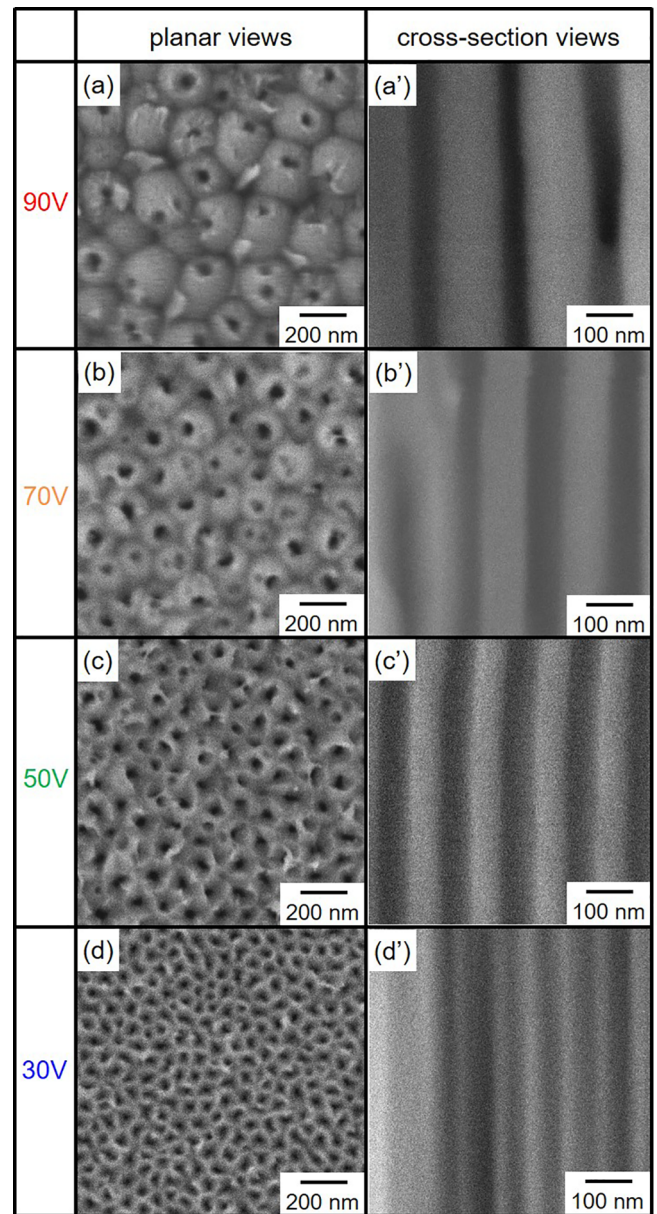 planar views
cross-section views
90V
(a)
200 nm
(a')
100 nm
70V
(b)
200 nm
(b')
100 nm
50V
(c)
200 nm
(c')
100 nm
30V
(d)
200 nm
(d')
100 nm